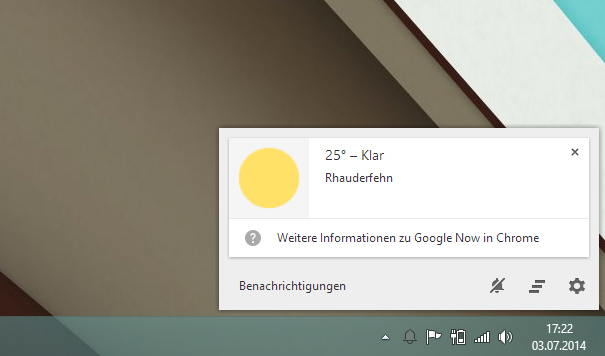 25° – Klar
Rhauderfehn
Weitere Informationen zu Google Now in Chrome
Benachrichtigungen
17:22
03.07.2014